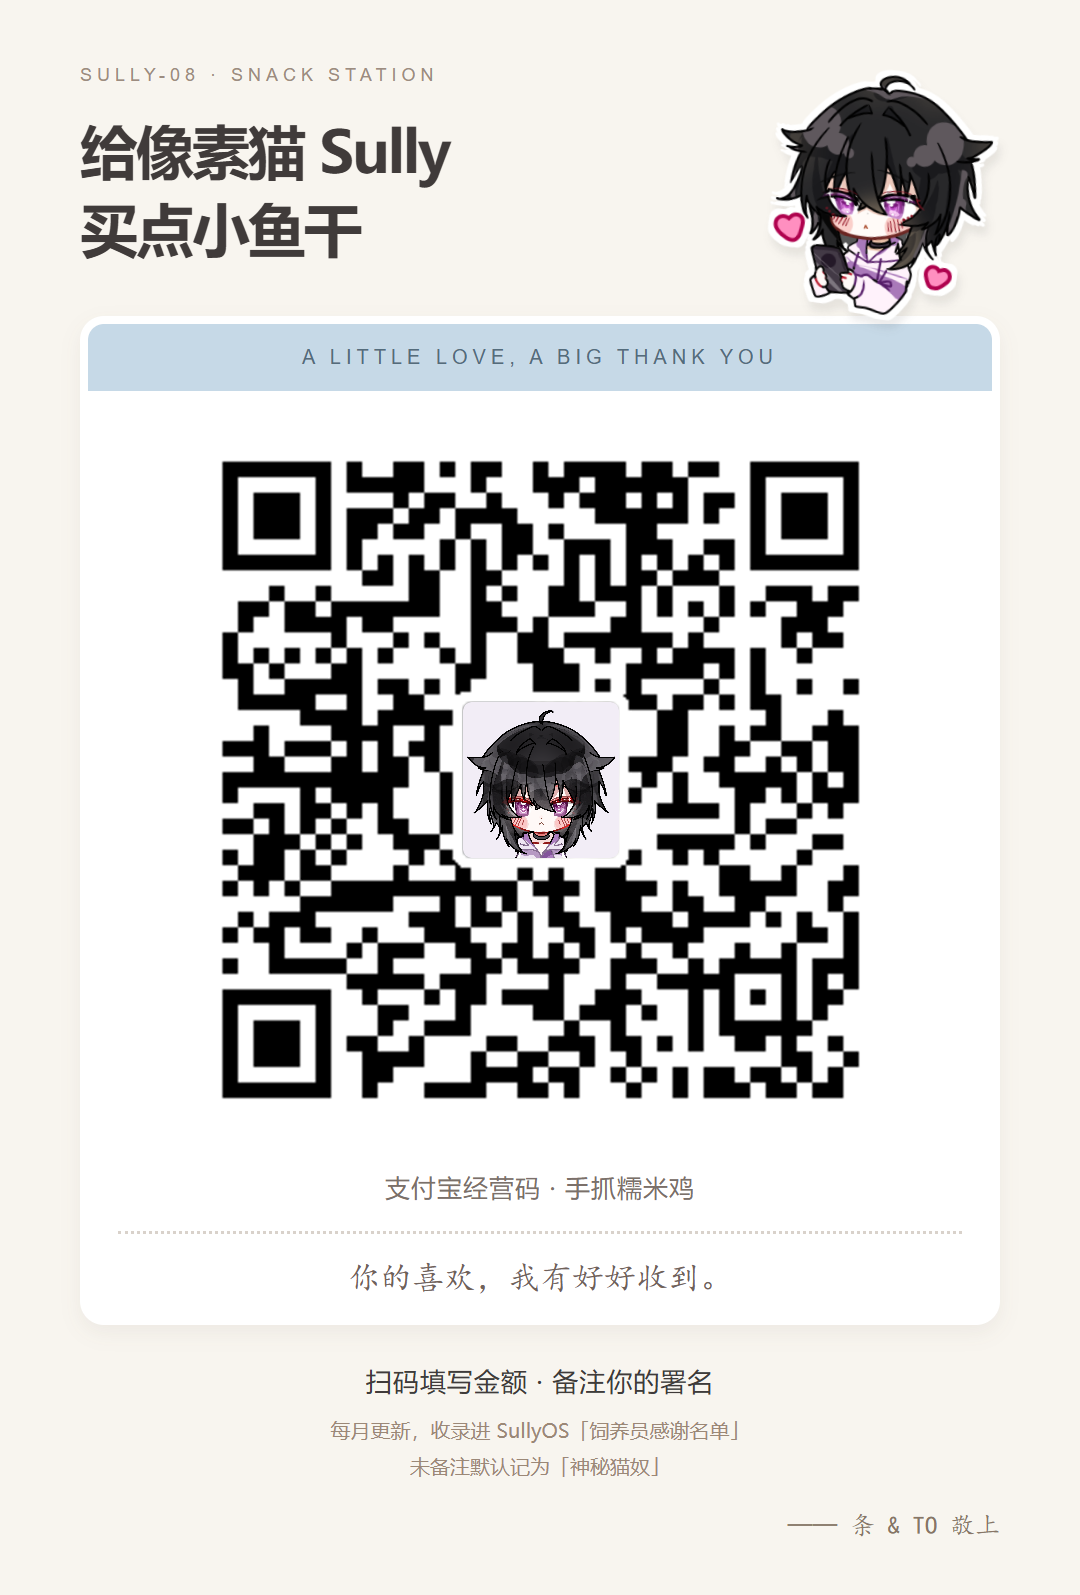 SULLY-08 · SNACK STATION
给像素猫 Sully
买点小鱼干
A LITTLE LOVE, A BIG THANK YOU
支付宝经营码 · 手抓糯米鸡
你的喜欢，我有好好收到。
扫码填写金额 · 备注你的署名
每月更新，收录进 SullyOS「饲养员感谢名单」
未备注默认记为「神秘猫奴」
—— 条 & TO 敬上